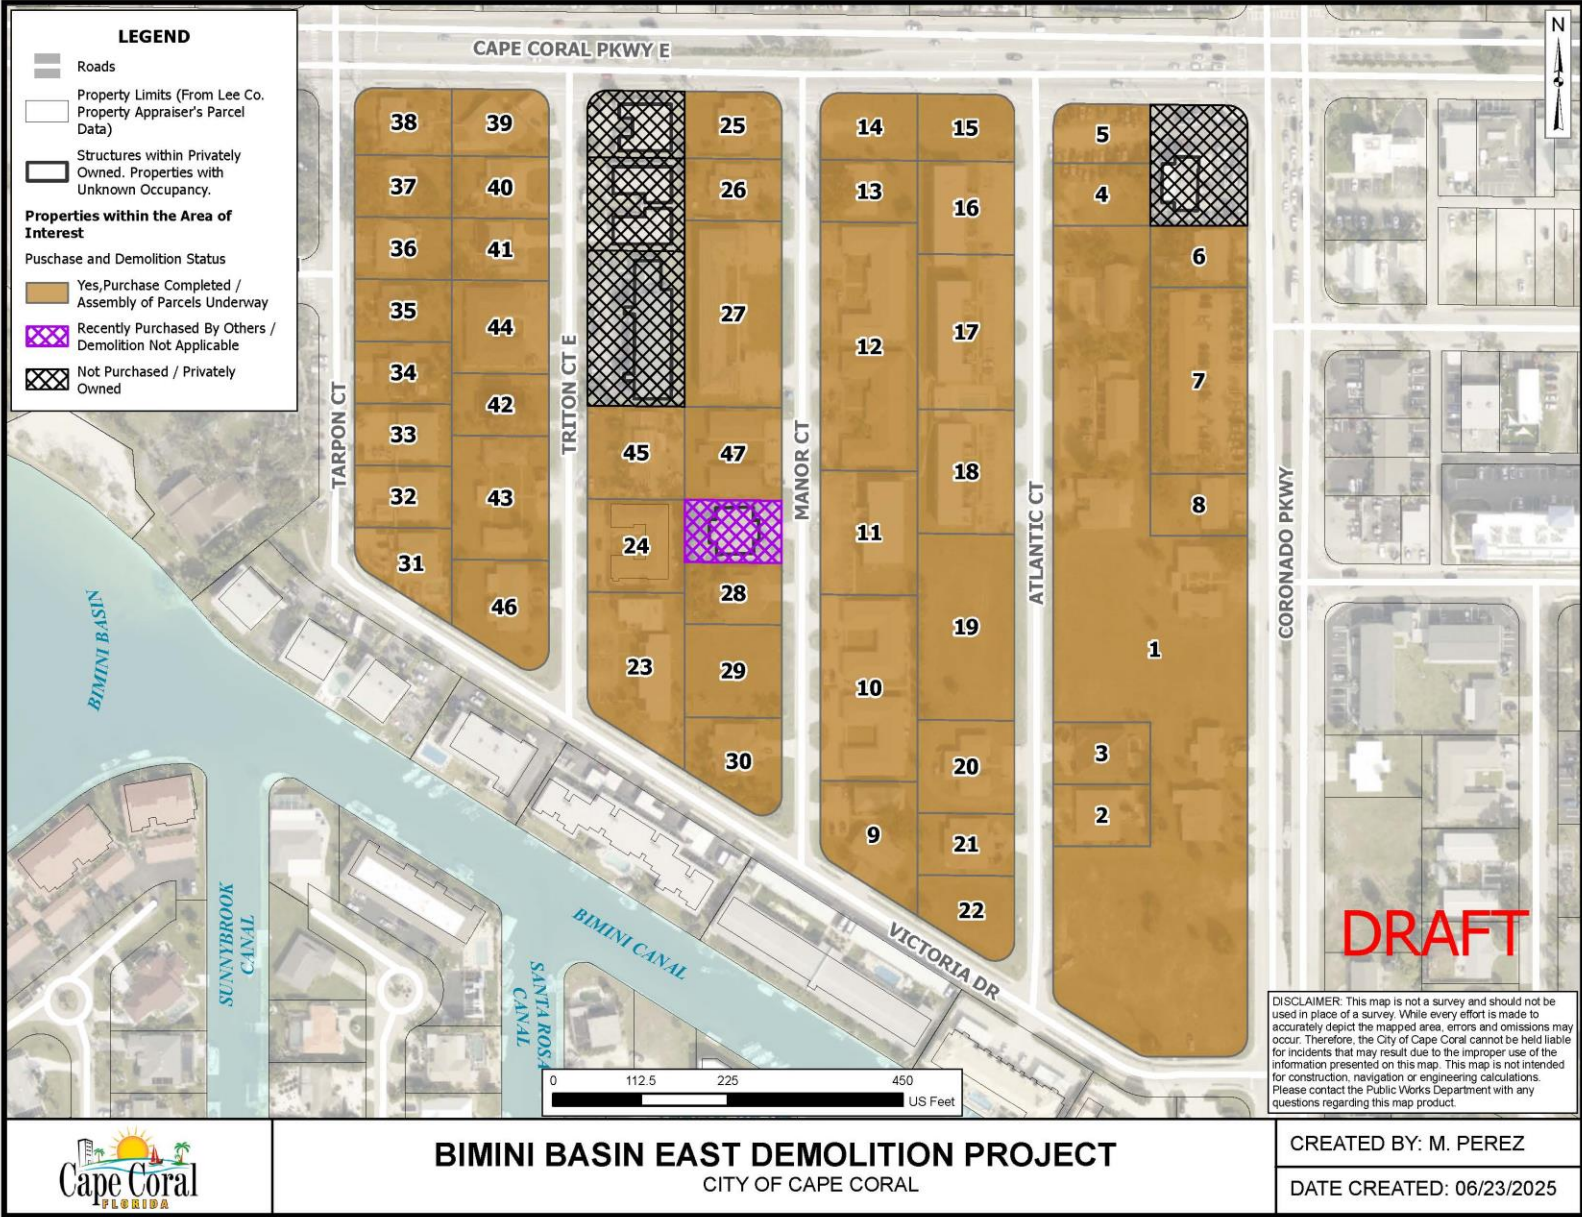 LEGEND
Roads
Property Limits (From Lee Co.
Property Appraiser's Parcel
Data)
Structures within Privately
Owned. Properties with
Unknown Occupancy.
Properties within the Area of
Interest
Puschase and Demolition Status
Yes,Purchase Completed /
Assembly of Parcels Underway
Recently Purchased By Others /
Demolition Not Applicable
Not Purchased / Privately
Owned
CAPE CORAL PKWY E
N
38
39
37
40
36
41
35
44
34
42
33
32
43
31
46
25
26
27
45
47
24
28
23
29
30
14
15
13
16
12
17
18
11
19
10
20
9
21
22
5
4
6
7
8
1
3
2
TARPON CT
TRITON CT E
MANOR CT
ATLANTIC CT
CORONADO PKWY
VICTORIA DR
BIMINI BASIN
BIMINI CANAL
SUNNYBROOK
CANAL
SANTA ROSA
CANAL
DRAFT
DISCLAIMER: This map is not a survey and should not be
used in place of a survey. While every effort is made to
accurately depict the mapped area, errors and omissions may
occur. Therefore, the City of Cape Coral cannot be held liable
for incidents that may result due to the improper use of the
information presented on this map. This map is not intended
for construction, navigation or engineering calculations.
Please contact the Public Works Department with any
questions regarding this map product.
0 112.5 225 450
US Feet
Cape Coral
FLORIDA
BIMINI BASIN EAST DEMOLITION PROJECT
CITY OF CAPE CORAL
CREATED BY: M. PEREZ
DATE CREATED: 06/23/2025